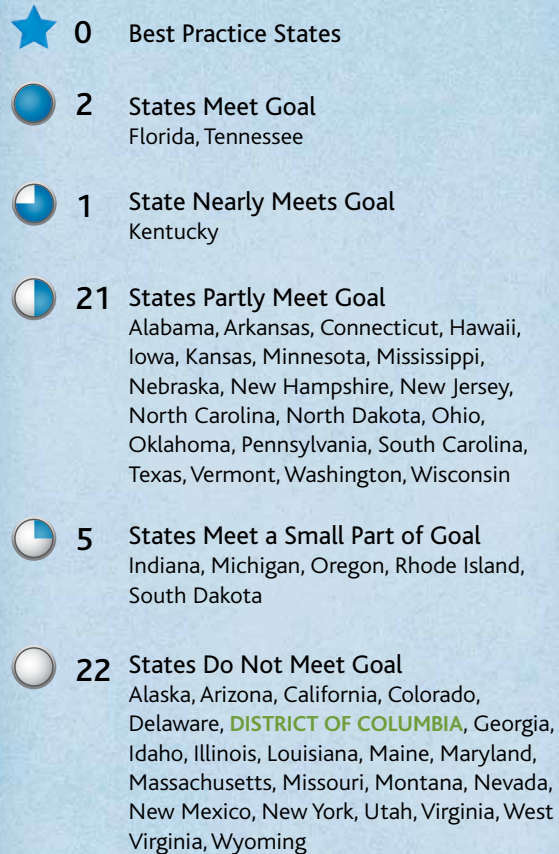 0 Best Practice States
2 States Meet Goal
Florida, Tennessee
1 State Nearly Meets Goal
Kentucky
21 States Partly Meet Goal
Alabama, Arkansas, Connecticut, Hawaii,
Iowa, Kansas, Minnesota, Mississippi,
Nebraska, New Hampshire, New Jersey,
North Carolina, North Dakota, Ohio,
Oklahoma, Pennsylvania, South Carolina,
Texas, Vermont, Washington, Wisconsin
5 States Meet a Small Part of Goal
Indiana, Michigan, Oregon, Rhode Island,
South Dakota
22 States Do Not Meet Goal
Alaska, Arizona, California, Colorado,
Delaware, DISTRICT OF COLUMBIA, Georgia,
Idaho, Illinois, Louisiana, Maine, Maryland,
Massachusetts, Missouri, Montana, Nevada,
New Mexico, New York, Utah, Virginia, West
Virginia, Wyoming